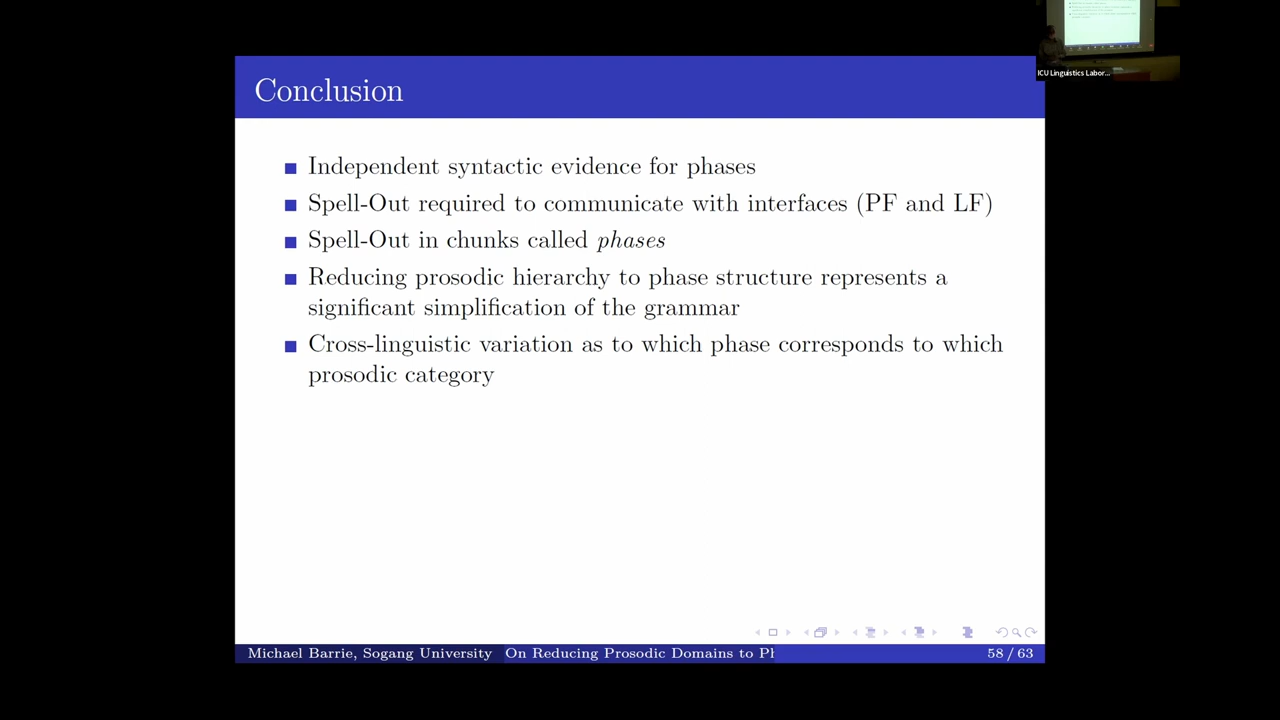 Conclusion
ICU Linguistics Labor...
Independent syntactic evidence for phases
Spell-Out required to communicate with interfaces (PF and LF)
Spell-Out in chunks called phases
Reducing prosodic hierarchy to phase structure represents a
significant simplification of the grammar
Cross-linguistic variation as to which phase corresponds to which
prosodic category
Michael Barrie, Sogang University On Reducing Prosodic Domains to Ph 58 / 63